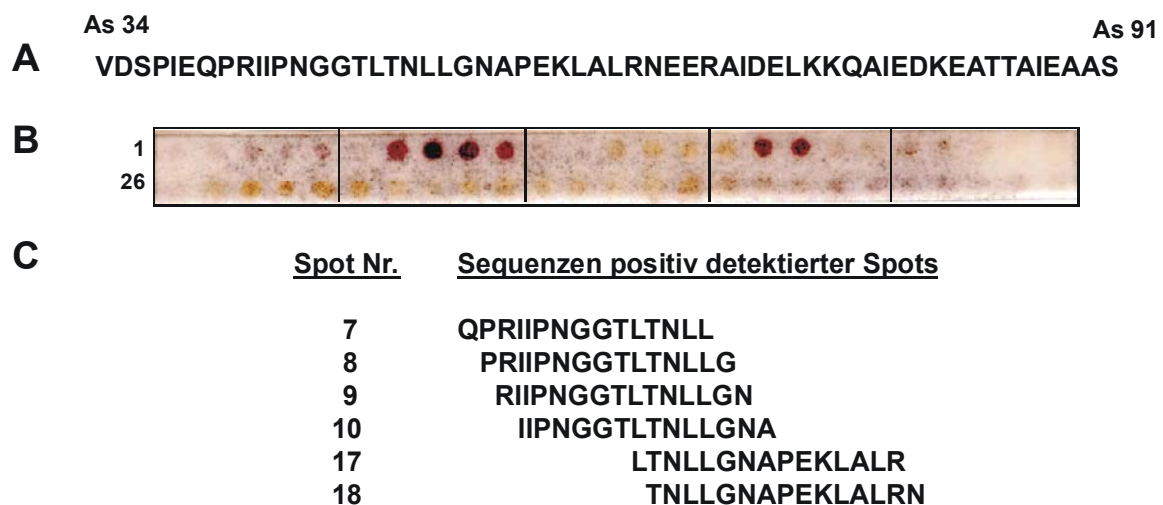 As 34
As 91
A VDSPIEQPRIIPNGGTLTNLLGNAPEKLALRNEERAIDELKKQAIEDKEATTAIEAAS
B 1
26
C Spot Nr. Sequenzen positiv detektierter Spots
7 QPRIIPNGGTLTNLL
8 PRIIPNGGTLTNLLG
9 RIIPNGGTLTNLLGN
10 IIPNGGTLTNLLGNA
17 LTNLLGNAPEKLALR
18 TNLLGNAPEKLALRN